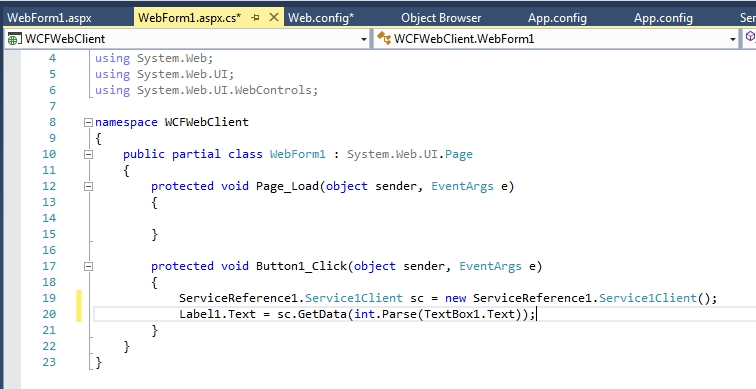 WebForm1.aspx WebForm1.aspx.cs* Web.config* Object Browser App.config App.config Ser
WCFWebClient WCFWebClient.WebForm1
4 using System.Web;
5 using System.Web.UI;
6 using System.Web.UI.WebControls;
7
8 namespace WCFWebClient
9 {
10 public partial class WebForm1 : System.Web.UI.Page
11 {
12 protected void Page_Load(object sender, EventArgs e)
13 {
14
15 }
16
17 protected void Button1_Click(object sender, EventArgs e)
18 {
19 ServiceReference1.Service1Client sc = new ServiceReference1.Service1Client();
20 Label1.Text = sc.GetData(int.Parse(TextBox1.Text));
21 }
22 }
23 }